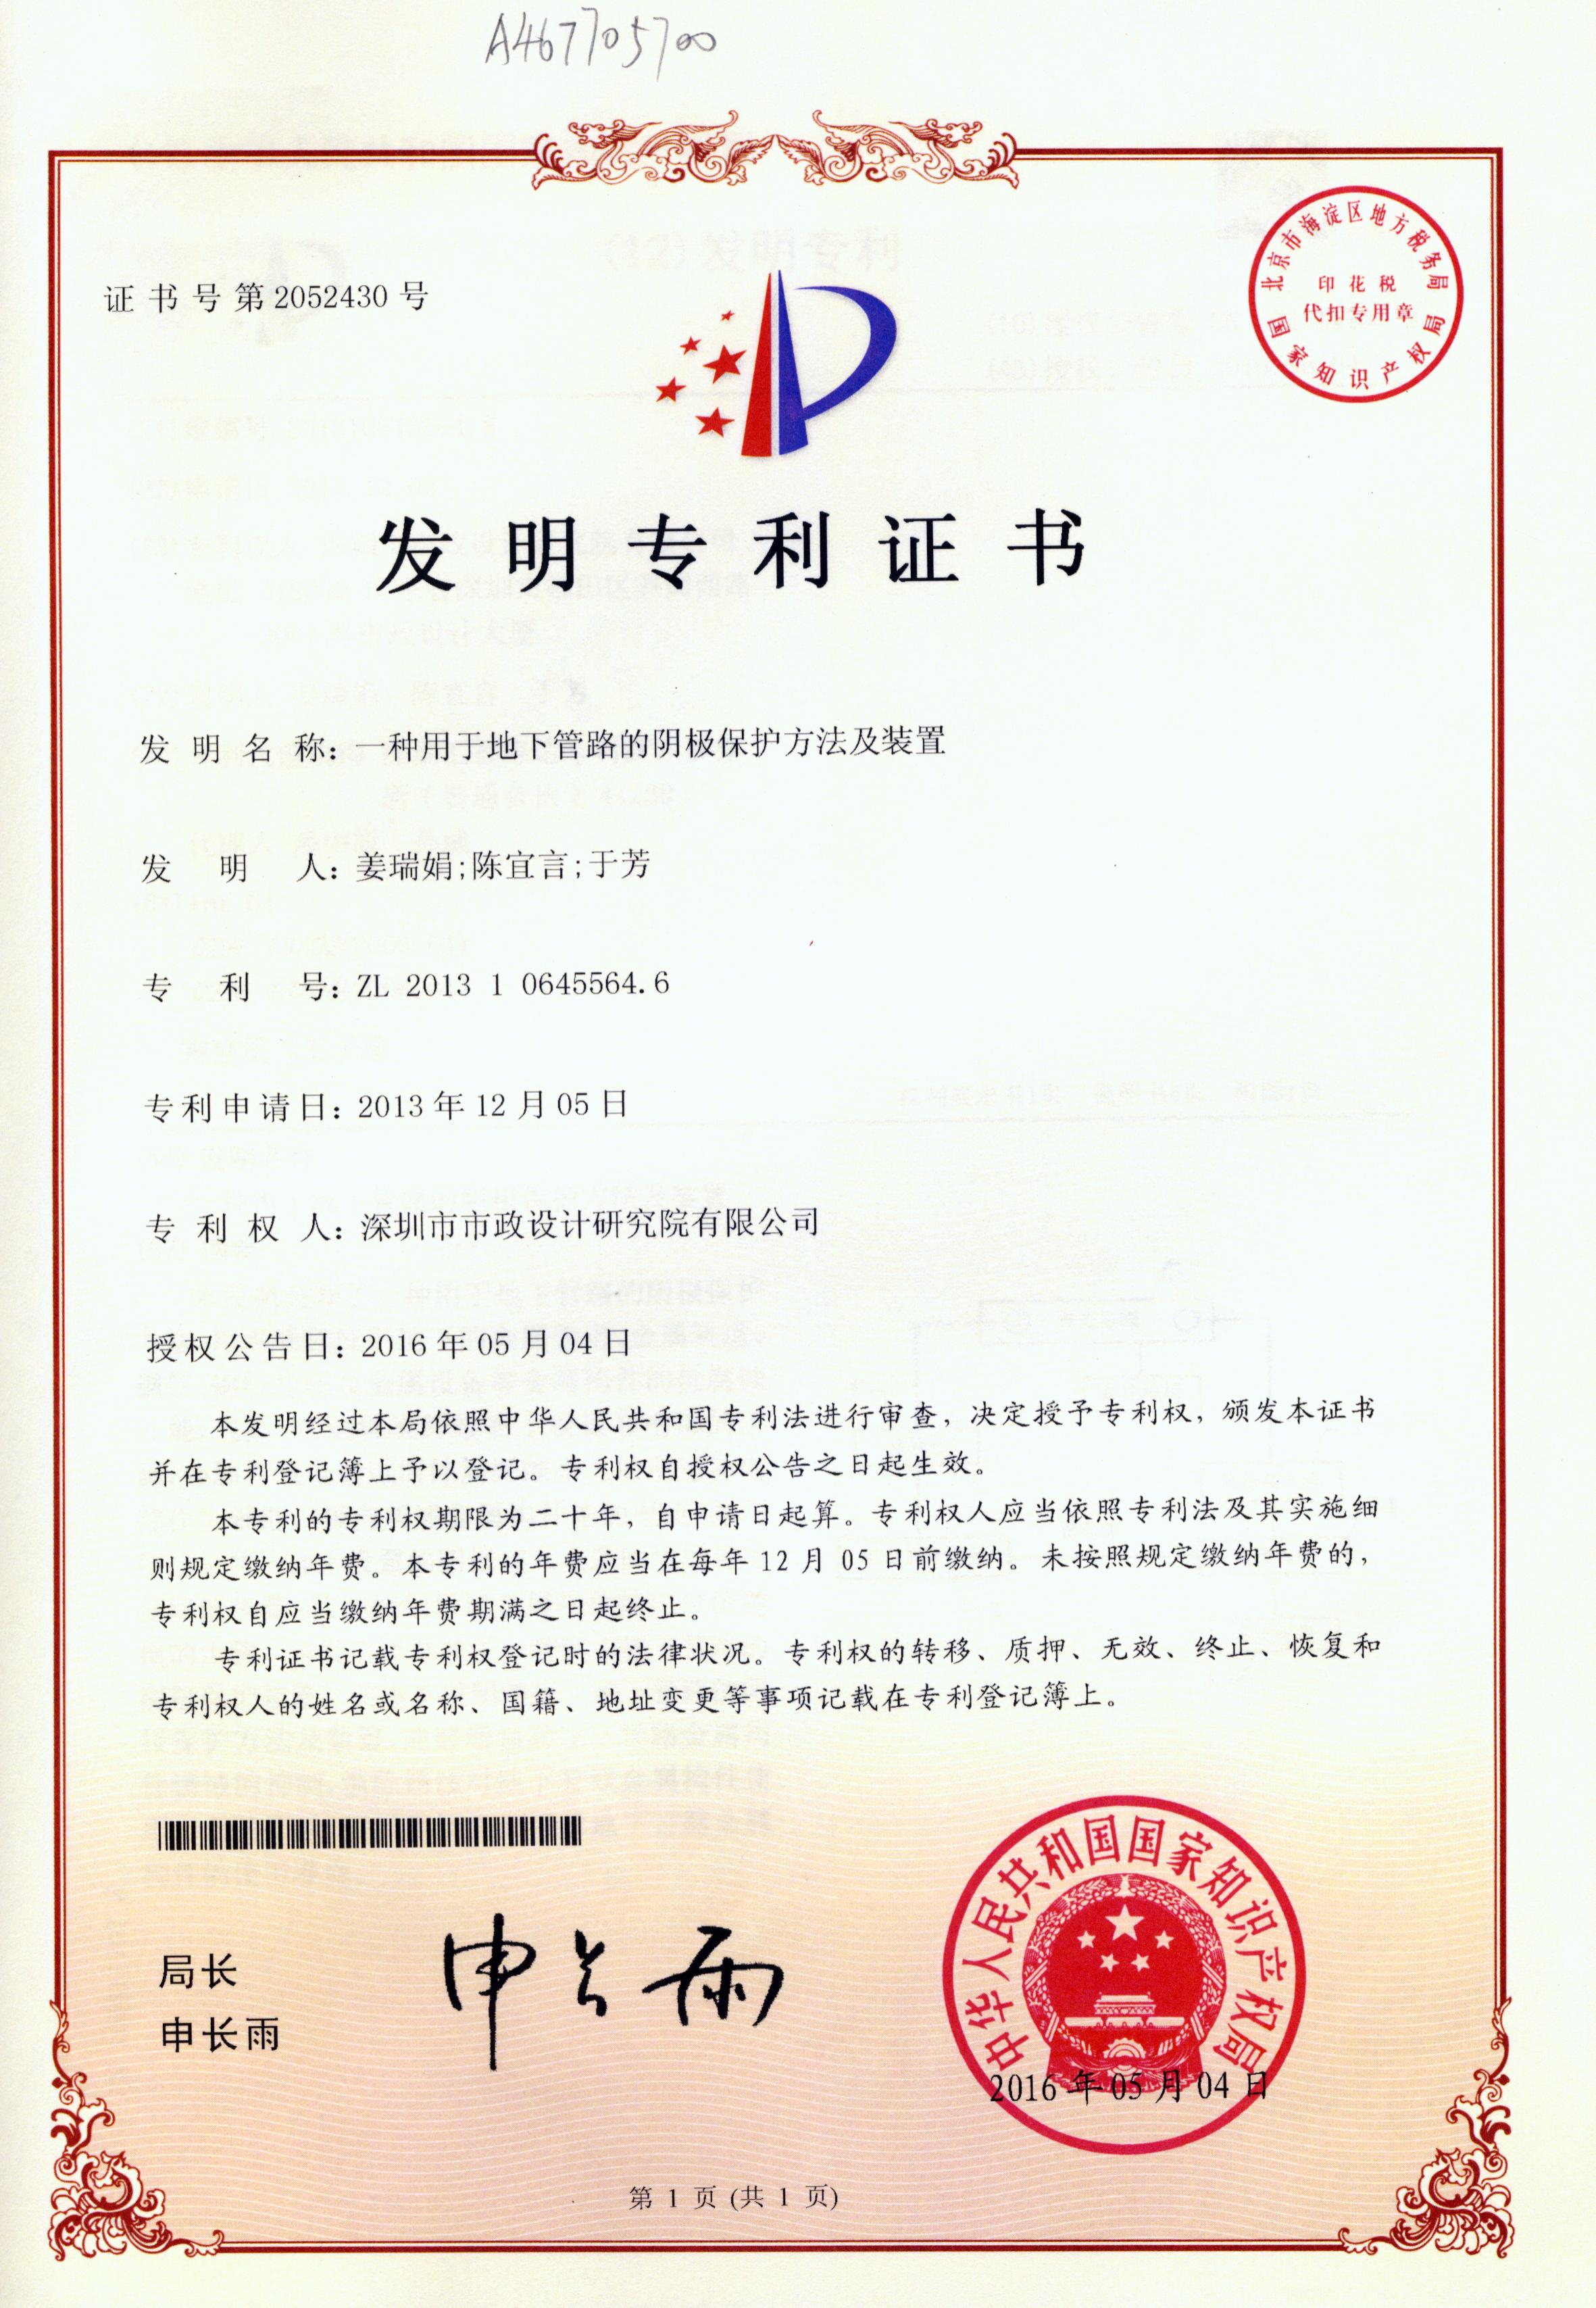 A467705700
证书号第2052430号
北京市海淀区地方税务局
印花税
代扣专用章
国家知识产权局
发明专利证书
发明名称：一种用于地下管路的阴极保护方法及装置
发明人：姜瑞娟;陈宜言;于芳
专利号：ZL 2013 1 0645564.6
专利申请日：2013年12月05日
专利权人：深圳市市政设计研究院有限公司
授权公告日：2016年05月04日
本发明经过本局依照中华人民共和国专利法进行审查，决定授予专利权，颁发本证书
并在专利登记簿上予以登记。专利权自授权公告之日起生效。
本专利的专利权期限为二十年，自申请日起算。专利权人应当依照专利法及其实施细
则规定缴纳年费。本专利的年费应当在每年12月05日前缴纳。未按照规定缴纳年费的，
专利权自应当缴纳年费期满之日起终止。
专利证书记载专利权登记时的法律状况。专利权的转移、质押、无效、终止、恢复和
专利权人的姓名或名称、国籍、地址变更等事项记载在专利登记簿上。
局长
申长雨
申长雨
中华人民共和国国家知识产权局
2016年05月04日
第1页(共1页)